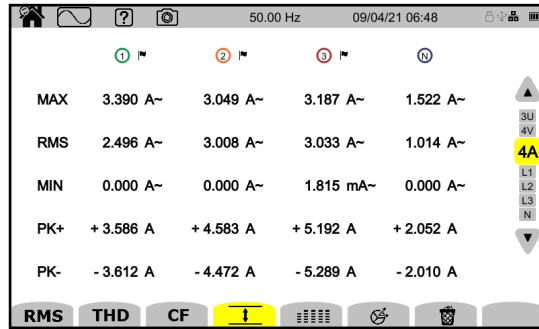 ? 50.00 Hz 09/04/21 06:48
1 2 3 N
MAX 3.390 A~ 3.049 A~ 3.187 A~ 1.522 A~
RMS 2.496 A~ 3.008 A~ 3.033 A~ 1.014 A~
MIN 0.000 A~ 0.000 A~ 1.815 mA~ 0.000 A~
PK+ + 3.586 A + 4.583 A + 5.192 A + 2.052 A
PK- - 3.612 A - 4.472 A - 5.289 A - 2.010 A
3U
4V
4A
L1
L2
L3
N
RMS THD CF